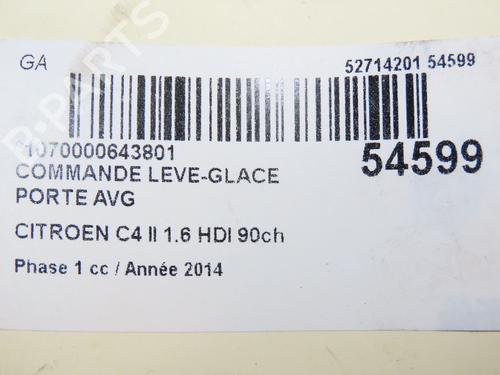 GA
52714201 54599
*1070000643801
54599
COMMANDE LEVE-GLACE
PORTE AVG
CITROEN C4 II 1.6 HDI 90ch
Phase 1 cc / Année 2014